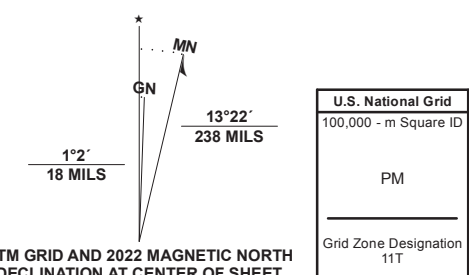 ★
MN
GN
13°22´
238 MILS
1°2´
18 MILS
TM GRID AND 2022 MAGNETIC NORTH
DECLINATION AT CENTER OF SHEET
U.S. National Grid
100,000 - m Square ID
PM
Grid Zone Designation
11T